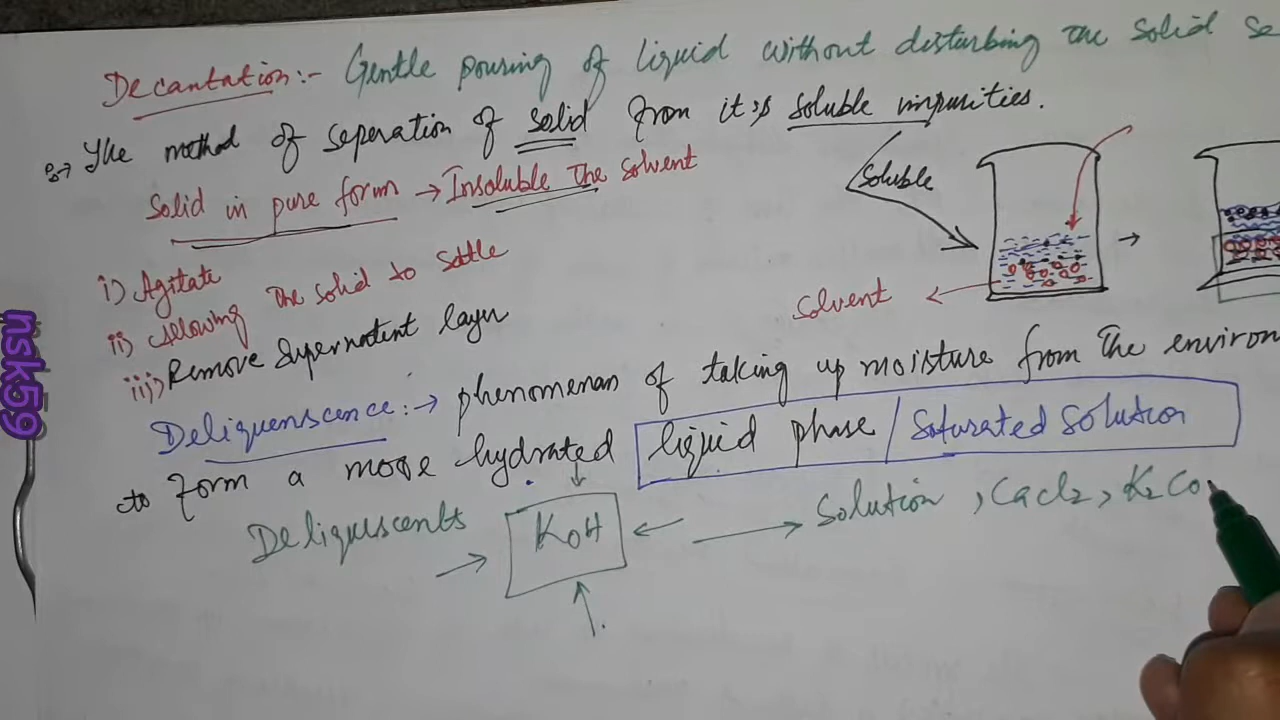 Decantation:- Gentle pouring of liquid without disturbing the solid se
The method of seperation of solid from it's soluble impurities.
Solid in pure form → Insoluble the solvent
Soluble
i) Agitate
ii) Allowing the solid to settle
iii) Remove Supernatent layer
solvent
Deliquenscence :→ phenomenan of taking up moisture from the environ
to form a more hydrated liquid phase / Saturated solution
Deliquescents → KOH ← → Solution, CaCl2, K2CO
nsk59